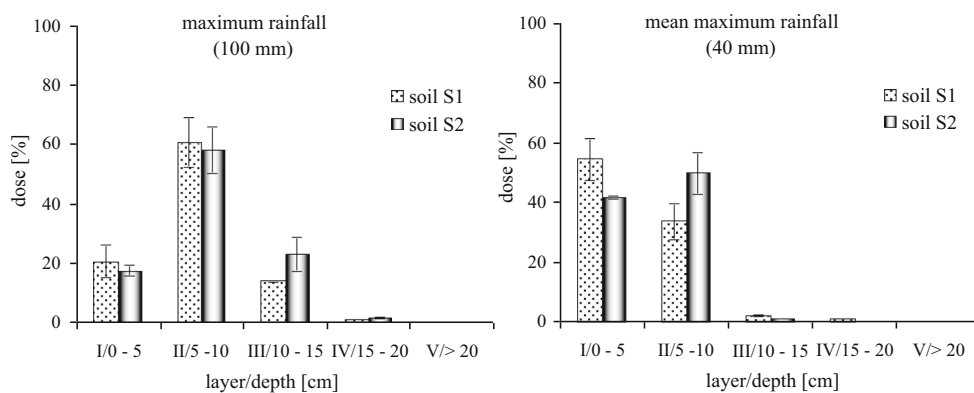 maximum rainfall
(100 mm)
100
80
60
40
20
0
dose [%]
soil S1
soil S2
I/0 - 5
II/5 -10
III/10 - 15
IV/15 - 20
V/> 20
layer/depth [cm]
mean maximum rainfall
(40 mm)
100
80
60
40
20
0
dose [%]
soil S1
soil S2
I/0 - 5
II/5 - 10
III/10 - 15
IV/15 - 20
V/> 20
layer/depth [cm]